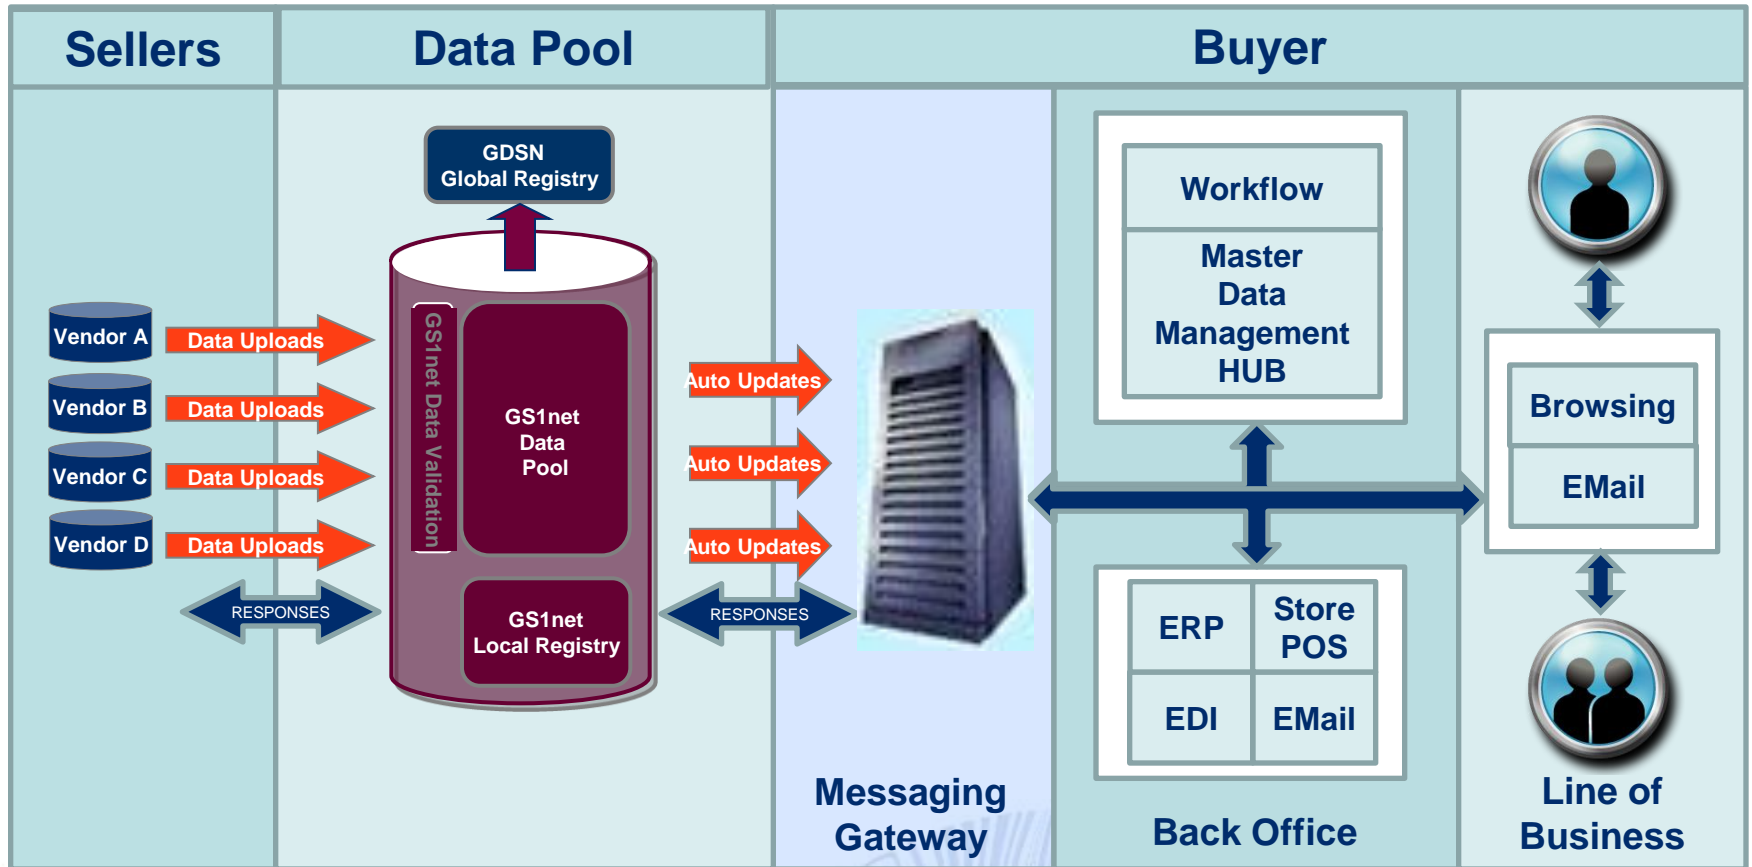 Sellers
Data Pool
Buyer
GDSN
Global Registry
Vendor A
Data Uploads
Vendor B
Data Uploads
Vendor C
Data Uploads
Vendor D
Data Uploads
RESPONSES
GS1net Data Validation
GS1net
Data
Pool
GS1net
Local Registry
Auto Updates
Auto Updates
Auto Updates
RESPONSES
Messaging
Gateway
Workflow
Master
Data
Management
HUB
ERP
Store
POS
EDI
EMail
Back Office
Browsing
EMail
Line of
Business